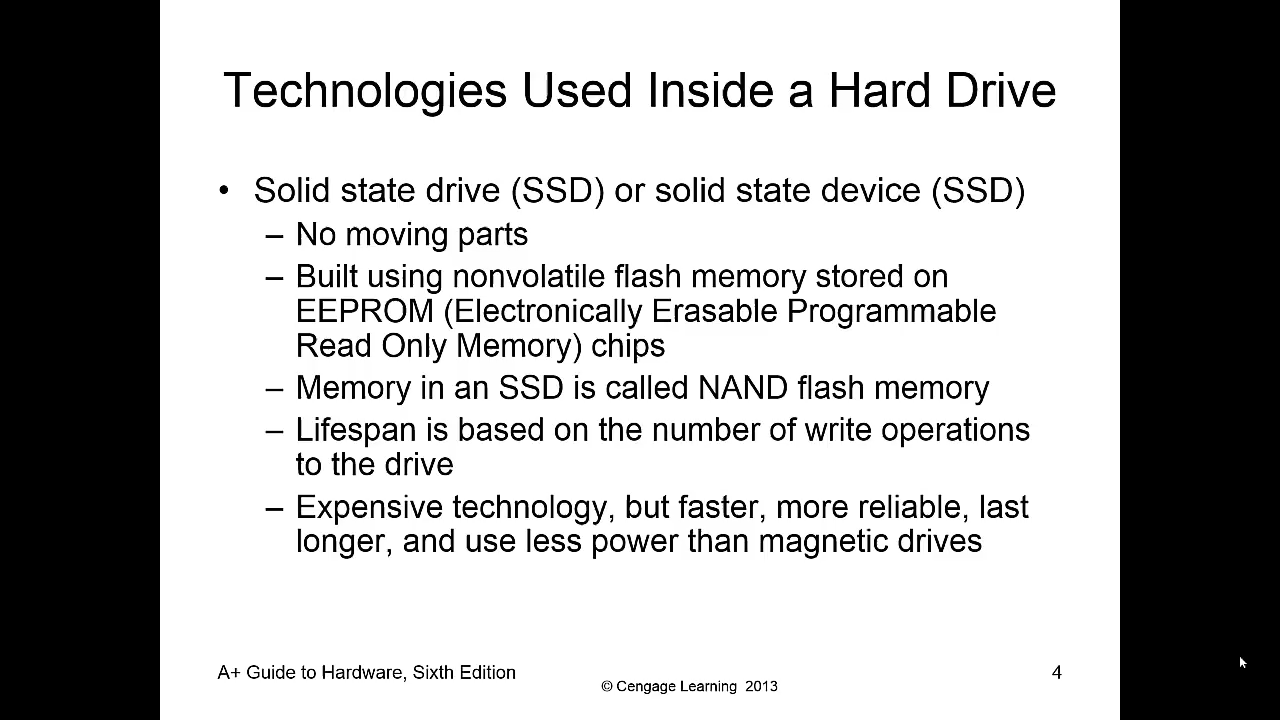 Technologies Used Inside a Hard Drive
• Solid state drive (SSD) or solid state device (SSD)
– No moving parts
– Built using nonvolatile flash memory stored on
EEPROM (Electronically Erasable Programmable
Read Only Memory) chips
– Memory in an SSD is called NAND flash memory
– Lifespan is based on the number of write operations
to the drive
– Expensive technology, but faster, more reliable, last
longer, and use less power than magnetic drives
A+ Guide to Hardware, Sixth Edition
© Cengage Learning 2013
4